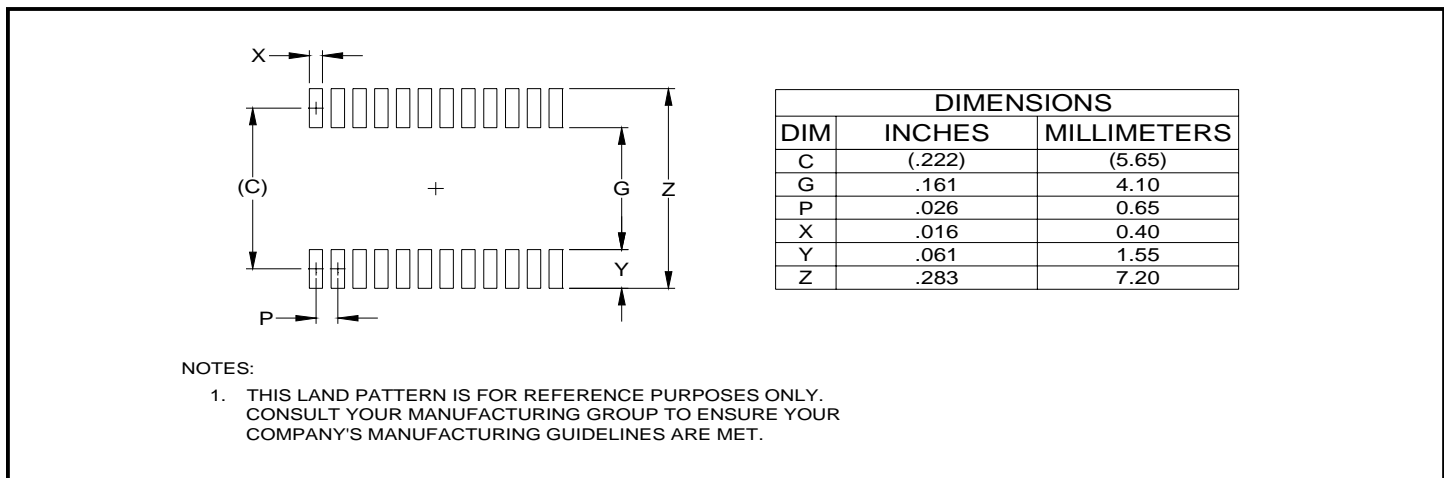 X
(C)
G
Z
Y
P
DIMENSIONS
DIM INCHES MILLIMETERS
C (.222) (5.65)
G .161 4.10
P .026 0.65
X .016 0.40
Y .061 1.55
Z .283 7.20
NOTES:
1. THIS LAND PATTERN IS FOR REFERENCE PURPOSES ONLY.
CONSULT YOUR MANUFACTURING GROUP TO ENSURE YOUR
COMPANY'S MANUFACTURING GUIDELINES ARE MET.